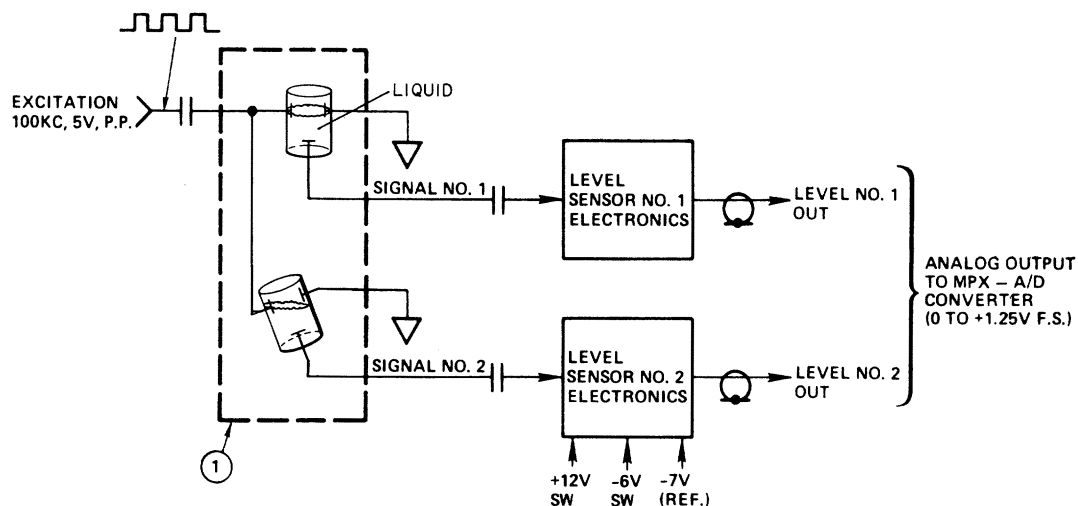 EXCITATION
100KC, 5V, P.P.
LIQUID
SIGNAL NO. 1
LEVEL
SENSOR NO. 1
ELECTRONICS
LEVEL NO. 1
OUT
ANALOG OUTPUT
TO MPX – A/D
CONVERTER
(0 TO +1.25V F.S.)
SIGNAL NO. 2
LEVEL
SENSOR NO. 2
ELECTRONICS
LEVEL NO. 2
OUT
1
+12V
SW
-6V
SW
-7V
(REF.)